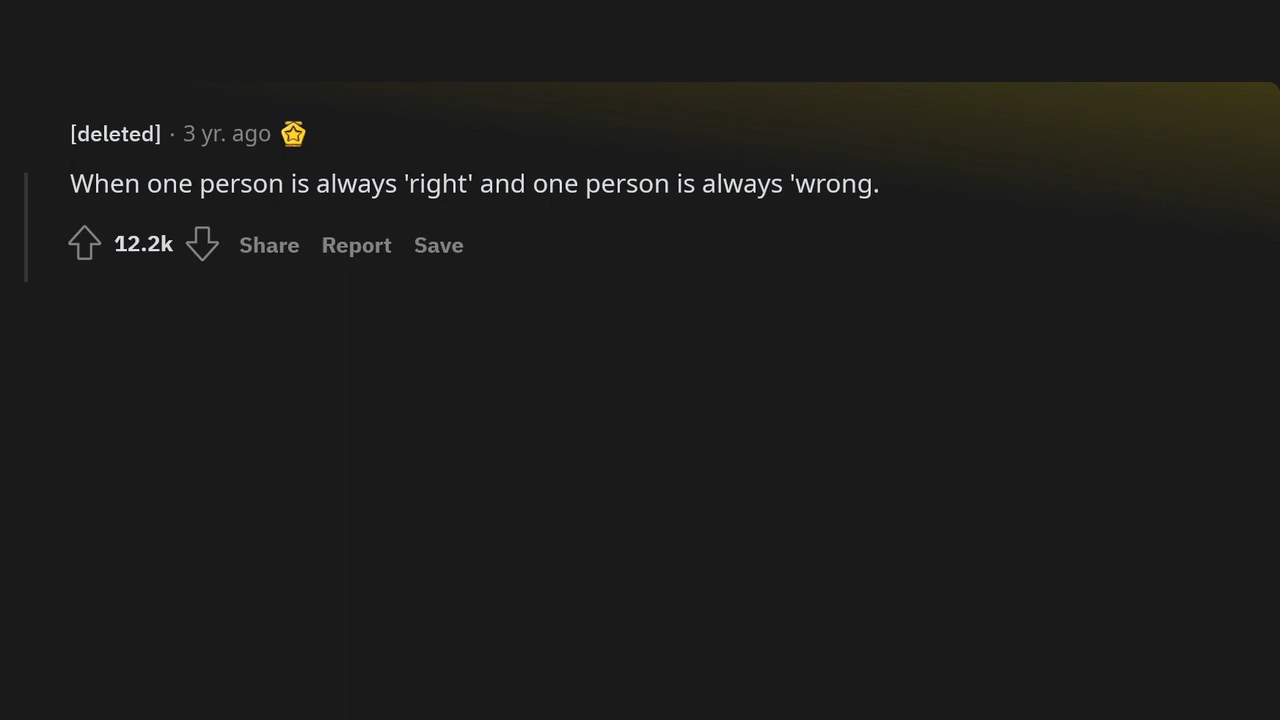 [deleted] · 3 yr. ago
When one person is always 'right' and one person is always 'wrong.
12.2k Share Report Save